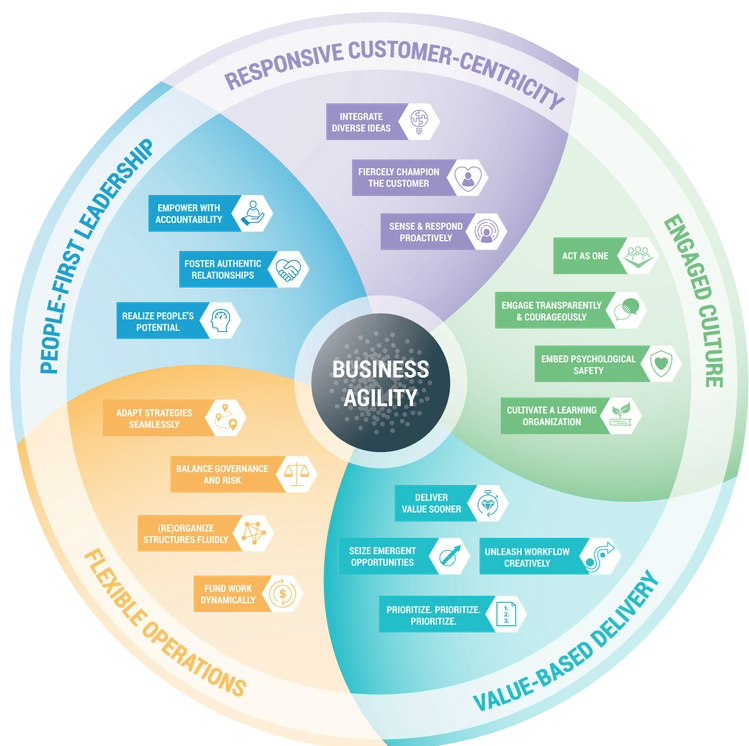 RESPONSIVE CUSTOMER-CENTRICITY
INTEGRATE
DIVERSE IDEAS
FIERCELY CHAMPION
THE CUSTOMER
SENSE & RESPOND
PROACTIVELY
ENGAGED CULTURE
ACT AS ONE
ENGAGE TRANSPARENTLY
& COURAGEOUSLY
EMBED PSYCHOLOGICAL
SAFETY
CULTIVATE A LEARNING
ORGANIZATION
VALUE-BASED DELIVERY
DELIVER
VALUE SOONER
SEIZE EMERGENT
OPPORTUNITIES
UNLEASH WORKFLOW
CREATIVELY
PRIORITIZE. PRIORITIZE.
PRIORITIZE.
1.
2.
3.
FLEXIBLE OPERATIONS
ADAPT STRATEGIES
SEAMLESSLY
BALANCE GOVERNANCE
AND RISK
(RE)ORGANIZE
STRUCTURES FLUIDLY
FUND WORK
DYNAMICALLY
$
PEOPLE-FIRST LEADERSHIP
EMPOWER WITH
ACCOUNTABILITY
FOSTER AUTHENTIC
RELATIONSHIPS
REALIZE PEOPLE'S
POTENTIAL
BUSINESS
AGILITY